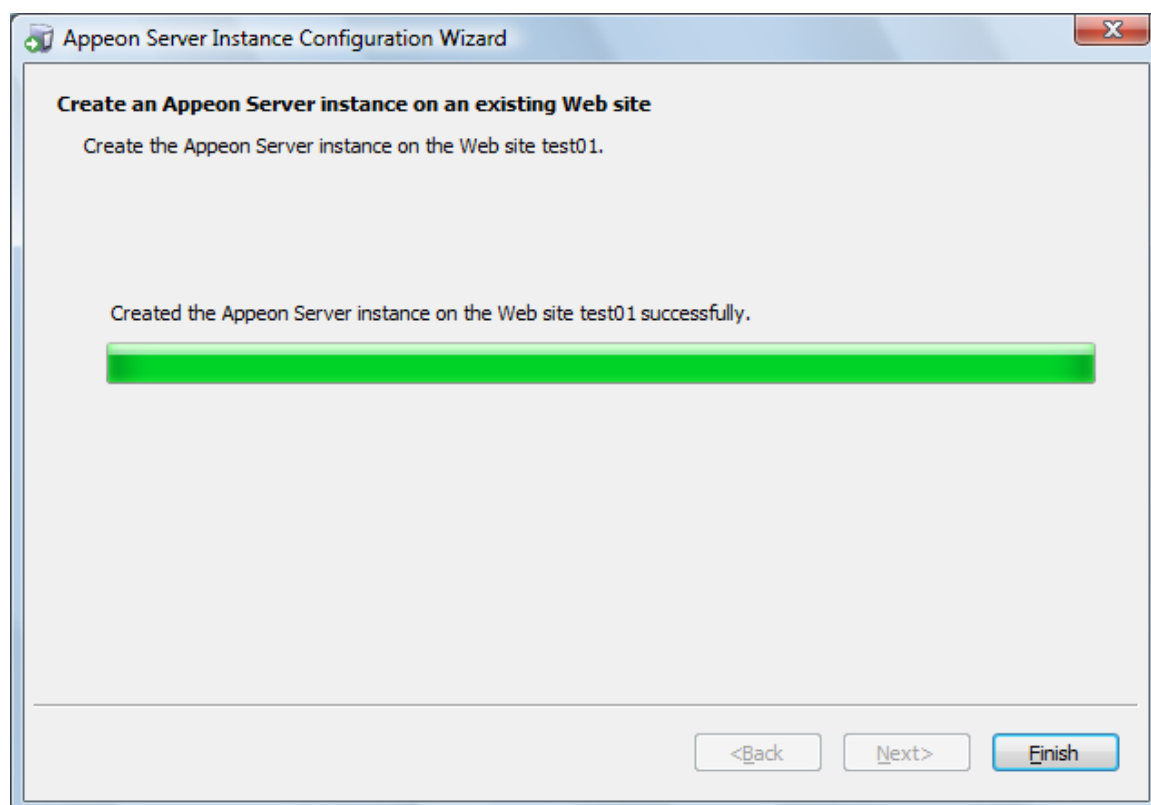 Appeon Server Instance Configuration Wizard
Create an Appeon Server instance on an existing Web site
Create the Appeon Server instance on the Web site test01.
Created the Appeon Server instance on the Web site test01 successfully.
<Back Next> Finish